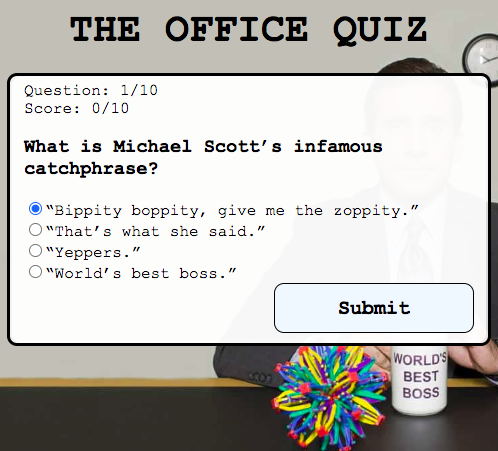 THE OFFICE QUIZ
Question: 1/10
Score: 0/10
What is Michael Scott’s infamous
catchphrase?
“Bippity boppity, give me the zoppity.”
“That’s what she said.”
“Yeppers.”
“World’s best boss.”
Submit
WORLD'S
BEST
BOSS